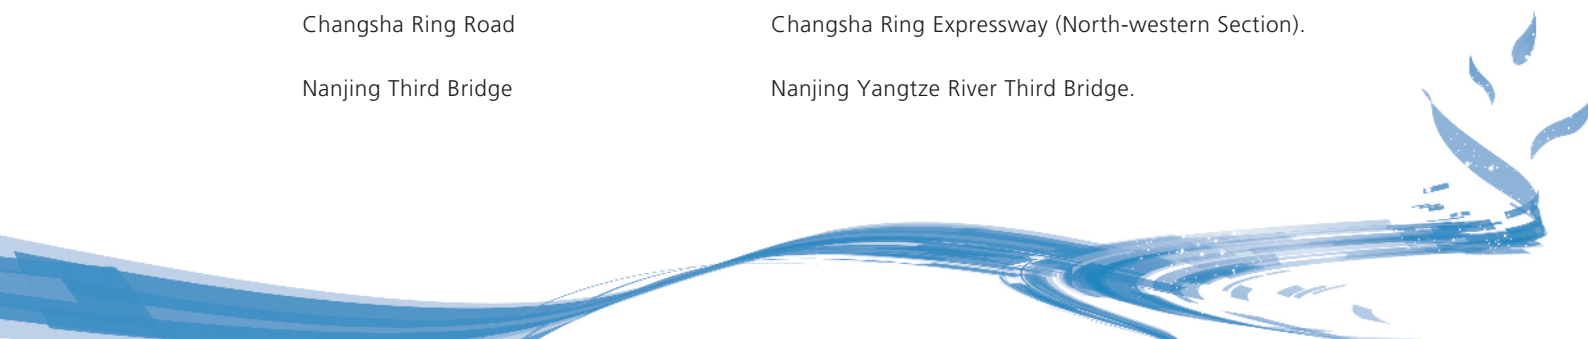 Changsha Ring Road Changsha Ring Expressway (North-western Section).
Nanjing Third Bridge Nanjing Yangtze River Third Bridge.